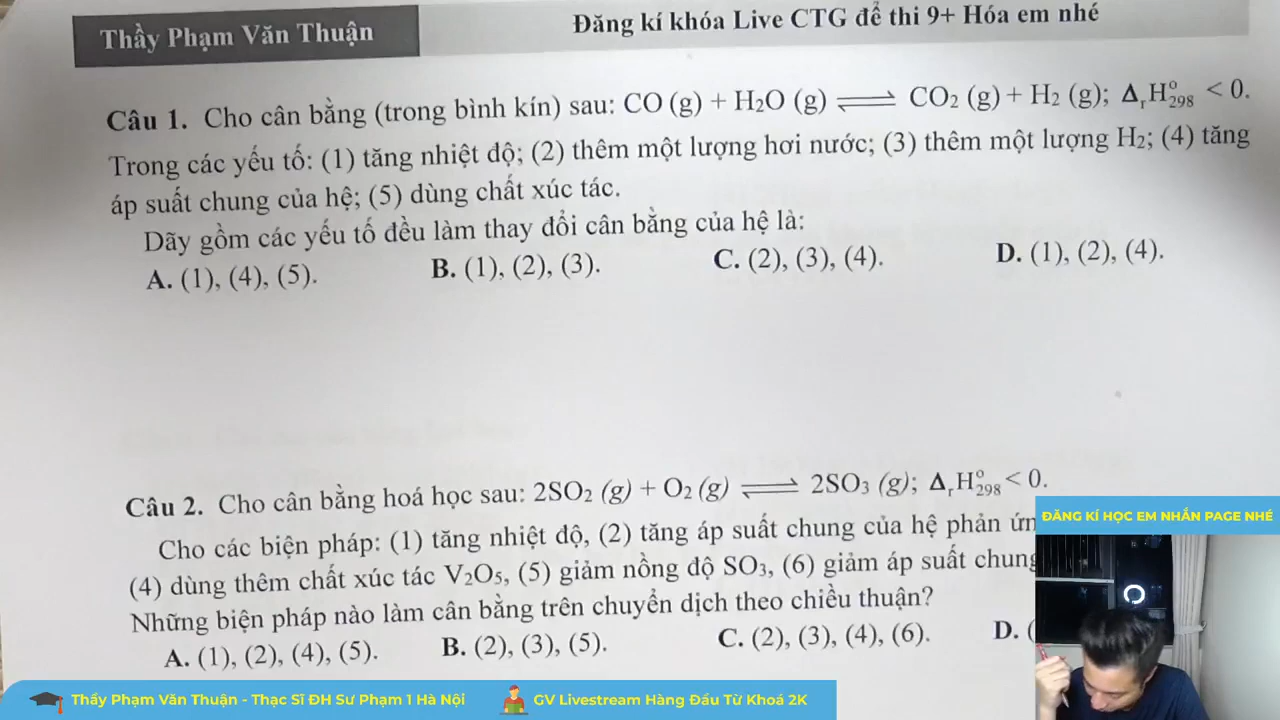 Thầy Phạm Văn Thuận
Đăng kí khóa Live CTG để thi 9+ Hóa em nhé
Câu 1. Cho cân bằng (trong bình kín) sau: CO (g) + H₂O (g) ⇌ CO₂ (g) + H₂ (g); ΔᵣH°₂₉₈ < 0.
Trong các yếu tố: (1) tăng nhiệt độ; (2) thêm một lượng hơi nước; (3) thêm một lượng H₂; (4) tăng
áp suất chung của hệ; (5) dùng chất xúc tác.
Dãy gồm các yếu tố đều làm thay đổi cân bằng của hệ là:
A. (1), (4), (5). B. (1), (2), (3). C. (2), (3), (4). D. (1), (2), (4).
Câu 2. Cho cân bằng hoá học sau: 2SO₂ (g) + O₂ (g) ⇌ 2SO₃ (g); ΔᵣH°₂₉₈ < 0.
Cho các biện pháp: (1) tăng nhiệt độ, (2) tăng áp suất chung của hệ phản
(4) dùng thêm chất xúc tác V₂O₅, (5) giảm nồng độ SO₃, (6) giảm áp suất chung
Những biện pháp nào làm cân bằng trên chuyển dịch theo chiều thuận?
A. (1), (2), (4), (5). B. (2), (3), (5). C. (2), (3), (4), (6). D. (
ĐĂNG KÍ HỌC EM NHẮN PAGE NHÉ
Thầy Phạm Văn Thuận - Thạc Sĩ ĐH Sư Phạm 1 Hà Nội
GV Livestream Hàng Đầu Từ Khoá 2K